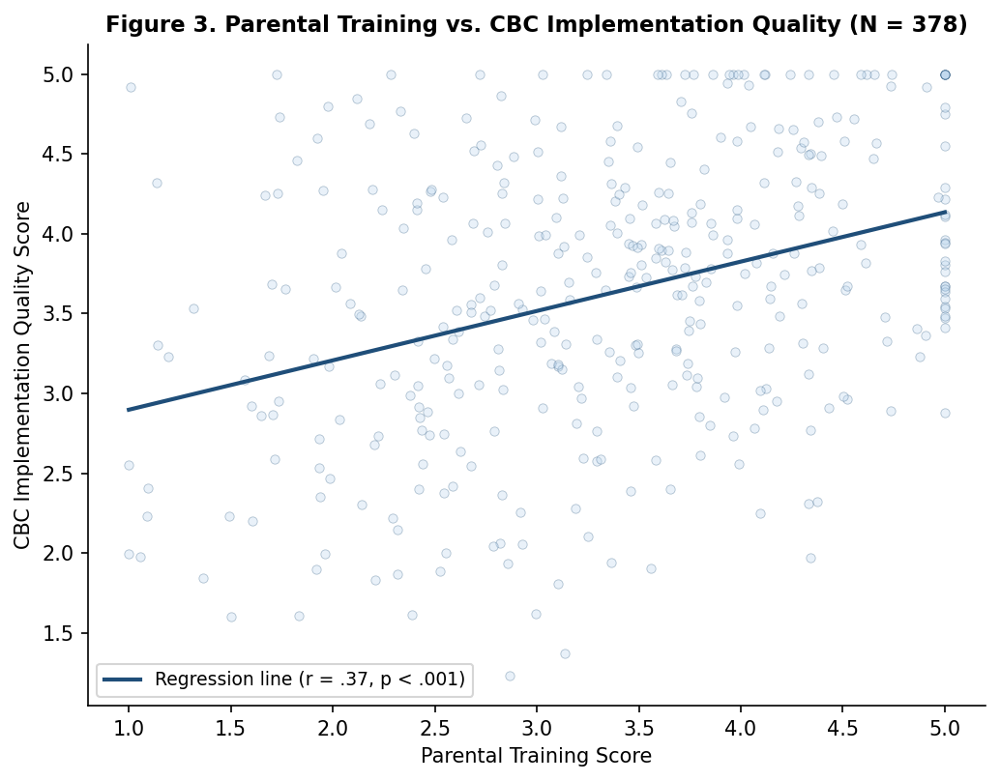 Figure 3. Parental Training vs. CBC Implementation Quality (N = 378)
CBC Implementation Quality Score
5.0
4.5
4.0
3.5
3.0
2.5
2.0
1.5
Regression line (r = .37, p < .001)
1.0 1.5 2.0 2.5 3.0 3.5 4.0 4.5 5.0
Parental Training Score